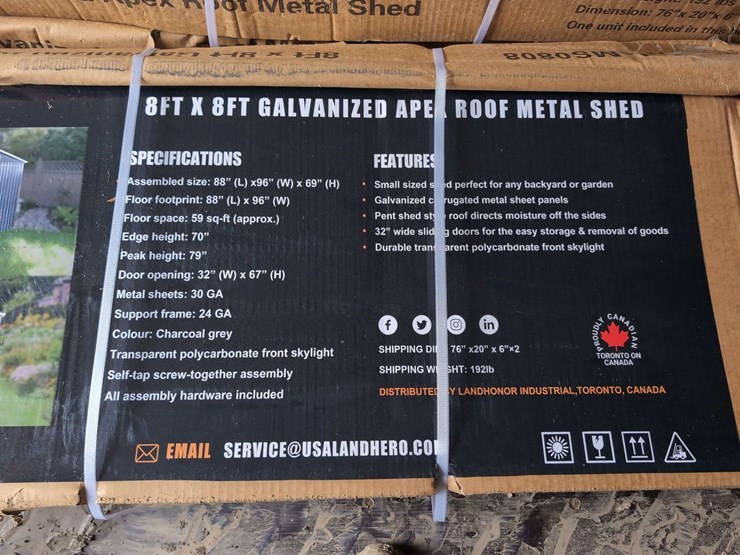 Apex Roof Metal Shed
Dimension: 76"x 20"x 6
One unit included in this
8FT x 8FT
MS0808
8FT X 8FT GALVANIZED APEX ROOF METAL SHED
SPECIFICATIONS
Assembled size: 88” (L) x96” (W) x 69” (H)
Floor footprint: 88” (L) x 96” (W)
Floor space: 59 sq-ft (approx.)
Edge height: 70”
Peak height: 79”
Door opening: 32” (W) x 67” (H)
Metal sheets: 30 GA
Support frame: 24 GA
Colour: Charcoal grey
Transparent polycarbonate front skylight
Self-tap screw-together assembly
All assembly hardware included
FEATURES
• Small sized shed perfect for any backyard or garden
• Galvanized corrugated metal sheet panels
• Pent shed style roof directs moisture off the sides
• 32” wide sliding doors for the easy storage & removal of goods
• Durable transparent polycarbonate front skylight
SHIPPING DI 76” x20” x 6”×2
SHIPPING WEIGHT: 192lb
DISTRIBUTED BY LANDHONOR INDUSTRIAL,TORONTO, CANADA
PROUDLY CANADIAN
TORONTO ON
CANADA
EMAIL SERVICE@USALANDHERO.COM